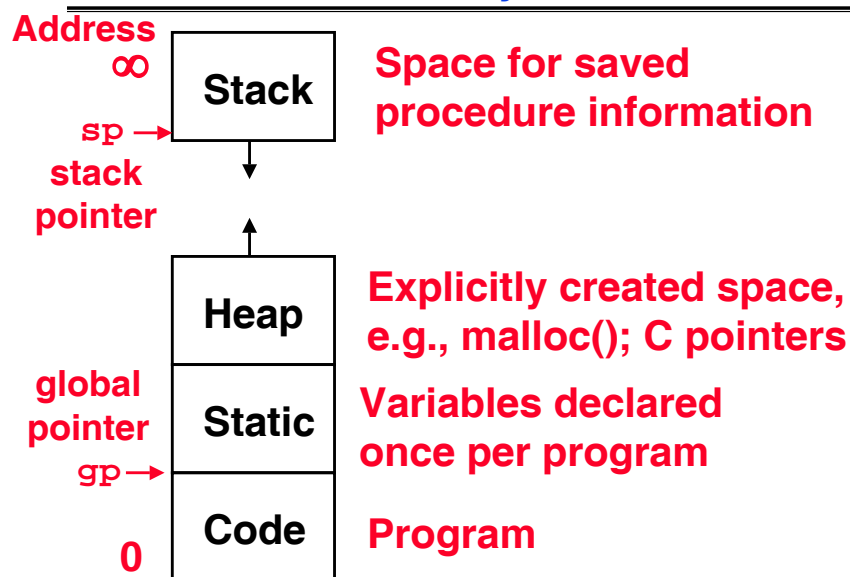 Address
∞
Stack
Space for saved
procedure information
sp
stack
pointer
Heap
Explicitly created space,
e.g., malloc(); C pointers
global
pointer
Static
Variables declared
once per program
gp
Code
Program
0